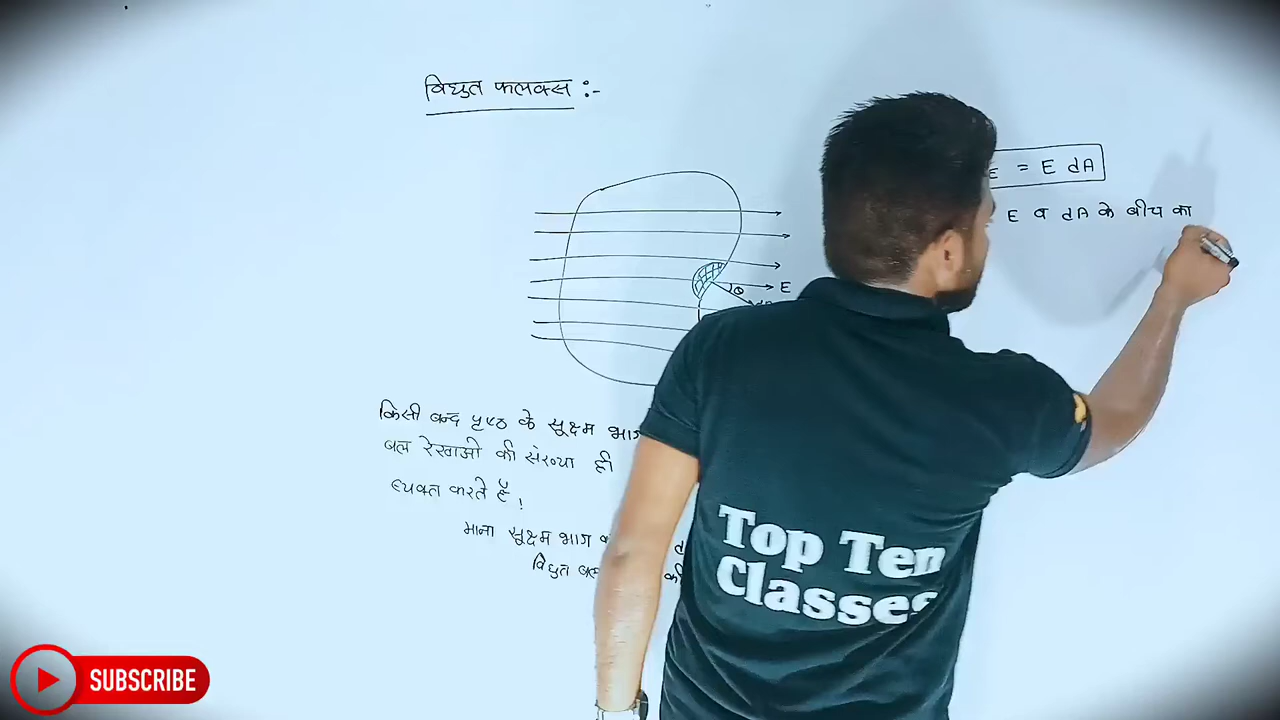 विद्युत फलक्स :-
E = E dA
E व dA के बीच का
E
θ
किसी बन्द पृष्ठ के सूक्ष्म भाग
बल रेखाओ की संख्या ही
व्यक्त करते हैं !
माना सूक्ष्म भाग
विद्युत की
Top Ten
Classes
SUBSCRIBE